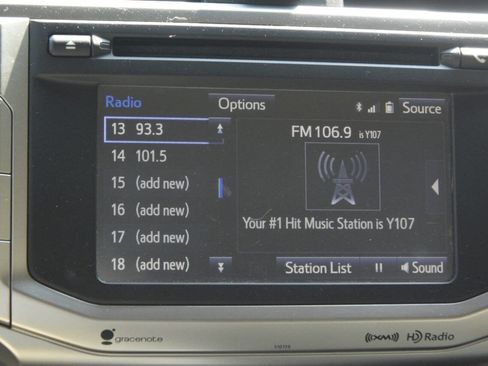 Radio
Options
Source
13 93.3
14 101.5
15 (add new)
16 (add new)
17 (add new)
18 (add new)
FM 106.9 is Y107
Your #1 Hit Music Station is Y107
Station List
Sound
gracenote
XM
HD Radio